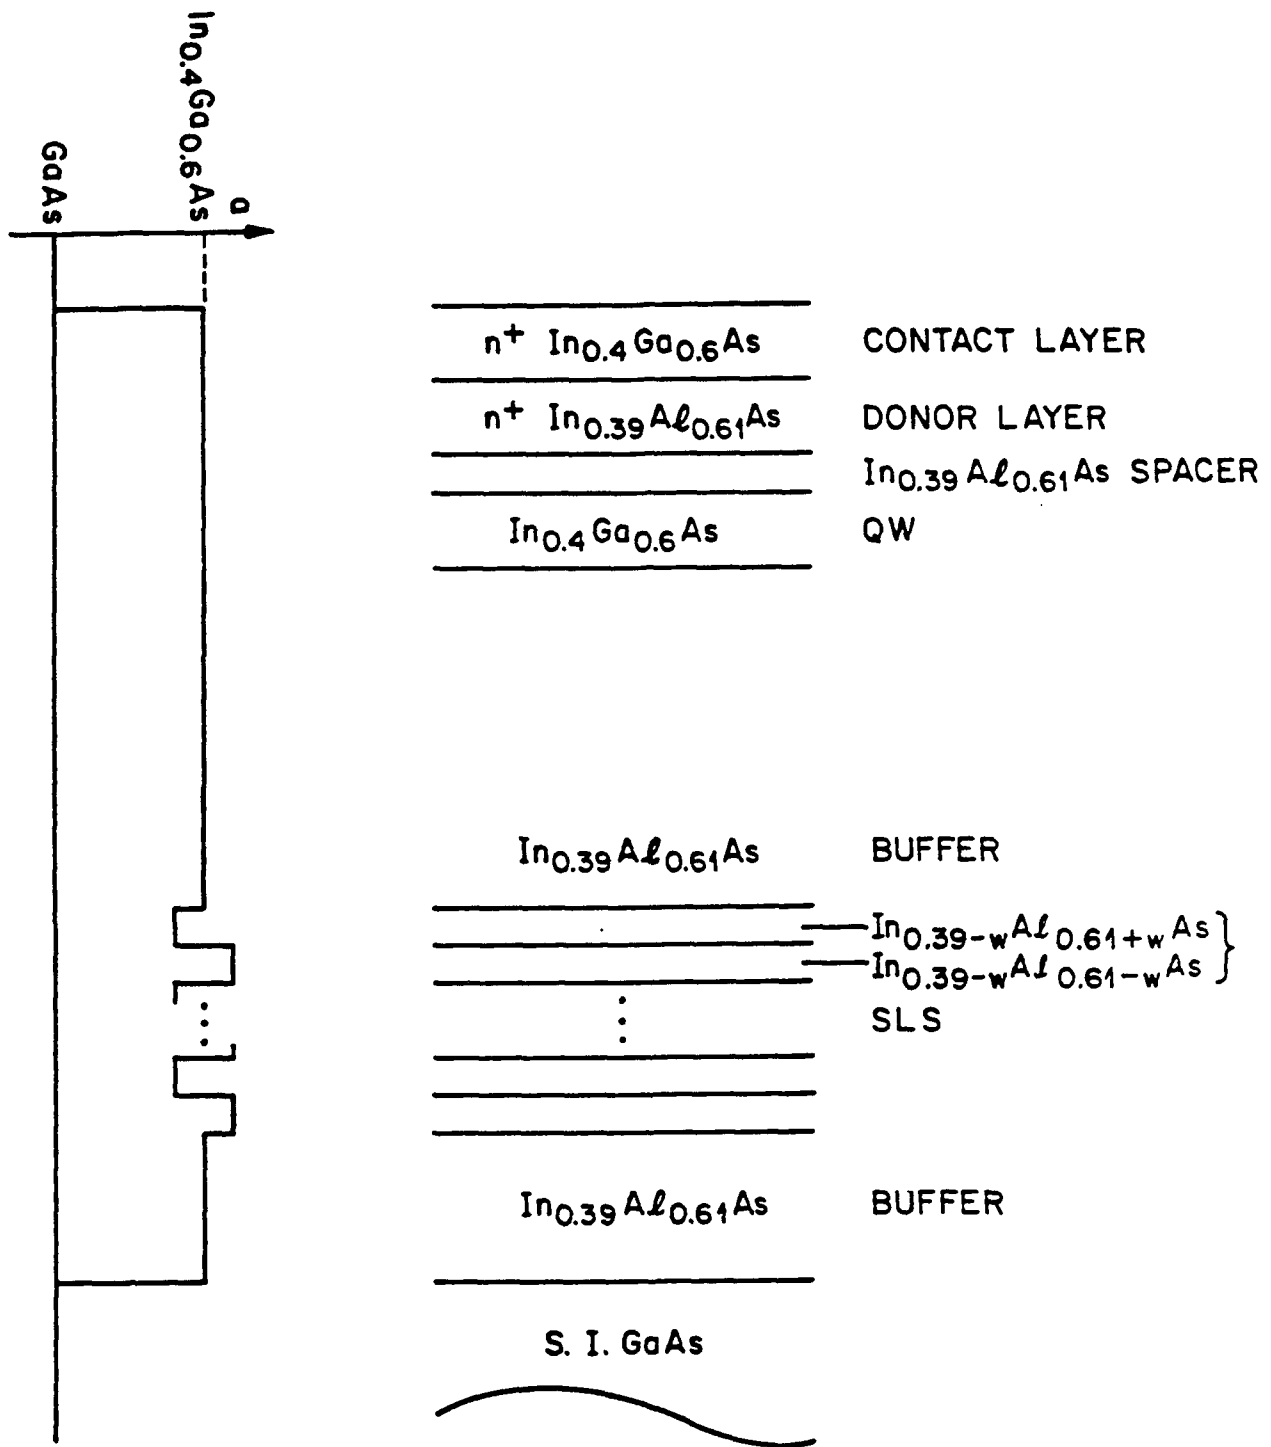 In0.4Ga0.6As
GaAs
a
n+ In0.4Ga0.6As CONTACT LAYER
n+ In0.39Al0.61As DONOR LAYER
In0.39Al0.61As SPACER
In0.4Ga0.6As QW
In0.39Al0.61As BUFFER
In0.39-wAl0.61+wAs
In0.39-wAl0.61-wAs
SLS
In0.39Al0.61As BUFFER
S. I. GaAs